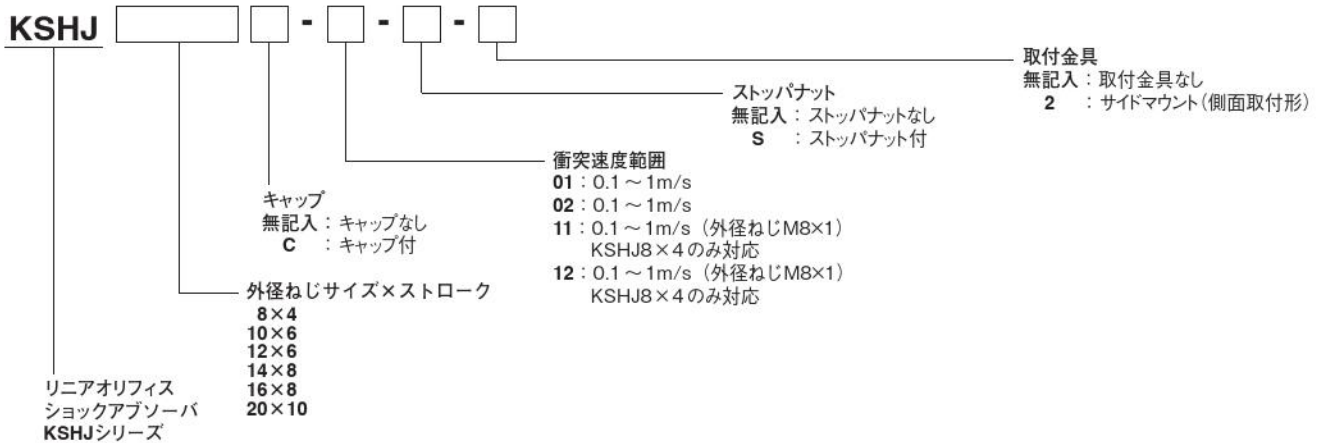 KSHJ - - -
取付金具
無記入：取付金具なし
2 ：サイドマウント（側面取付形）
ストッパナット
無記入：ストッパナットなし
S ：ストッパナット付
衝突速度範囲
01：0.1～1m/s
02：0.1～1m/s
11：0.1～1m/s（外径ねじM8×1）
KSHJ8×4のみ対応
12：0.1～1m/s（外径ねじM8×1）
KSHJ8×4のみ対応
キャップ
無記入：キャップなし
C ：キャップ付
外径ねじサイズ×ストローク
8×4
10×6
12×6
14×8
16×8
20×10
リニアオリフィス
ショックアブソーバ
KSHJシリーズ